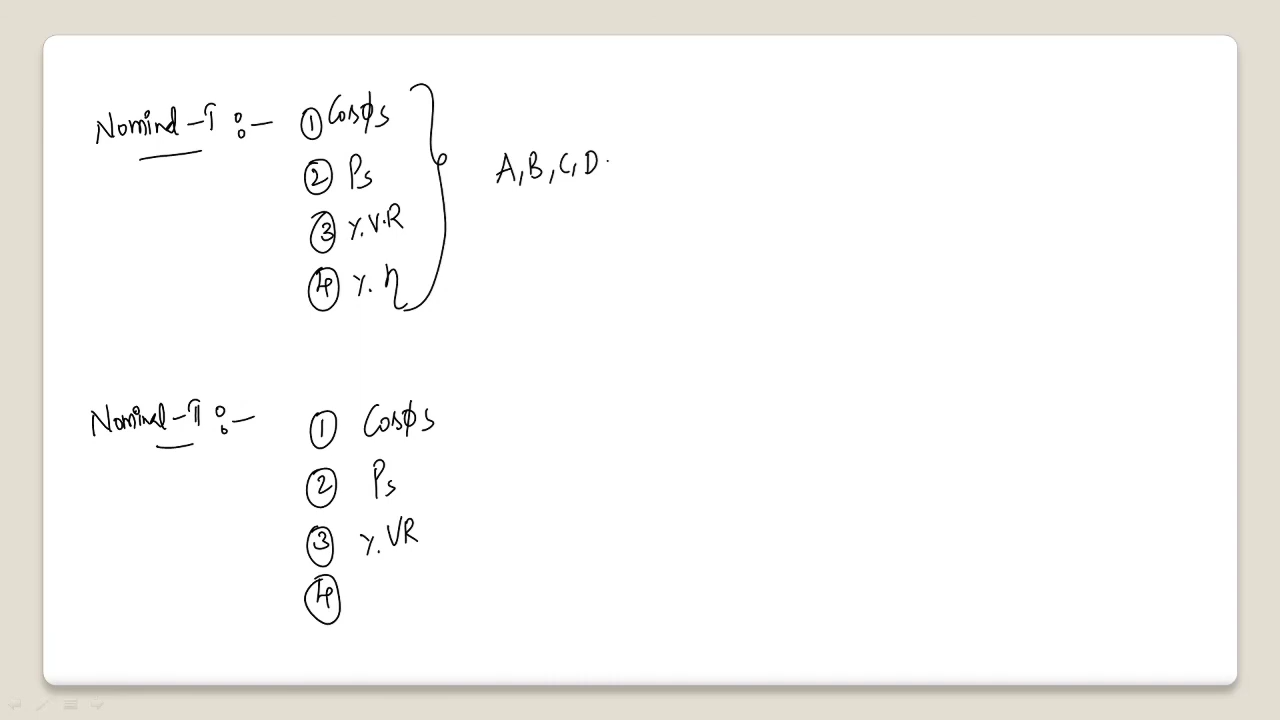 Nominal - T :- ① Cosφs
② Ps
③ %.V.R
④ %. η
A, B, C, D.
Nominal - π :- ① Cosφs
② Ps
③ %. VR
④